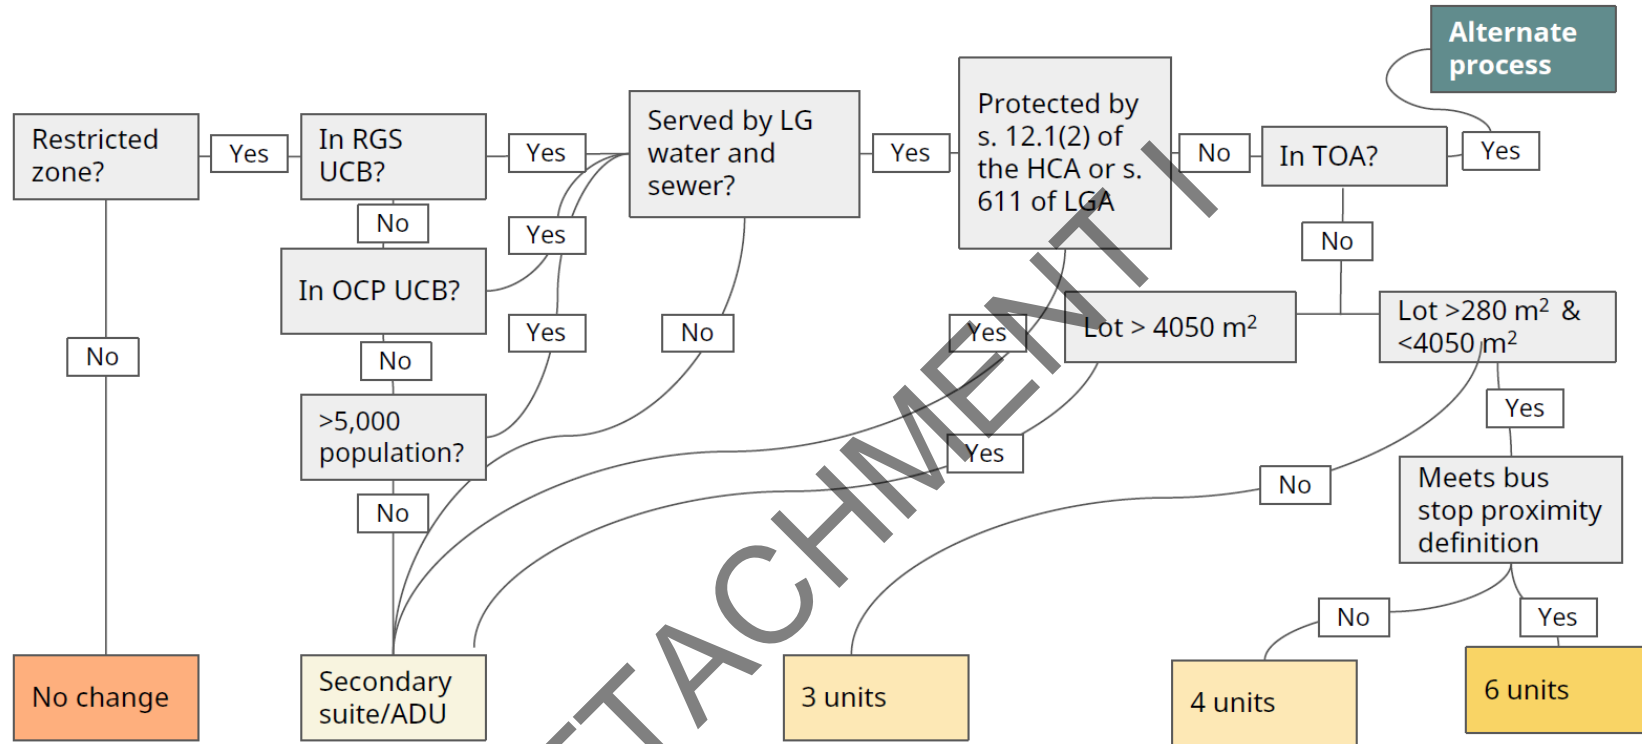 Alternate
process
Restricted
zone?
Yes
In RGS
UCB?
Yes
Served by LG
water and
sewer?
Yes
Protected by
s. 12.1(2) of
the HCA or s.
611 of LGA
No
In TOA?
Yes
No
Yes
No
In OCP UCB?
Lot > 4050 m²
Lot >280 m² &
<4050 m²
No
No
Yes
No
Yes
>5,000
population?
Yes
Yes
No
No
Meets bus
stop proximity
definition
No
Yes
No change
Secondary
suite/ADU
3 units
4 units
6 units
TTACHMENT I